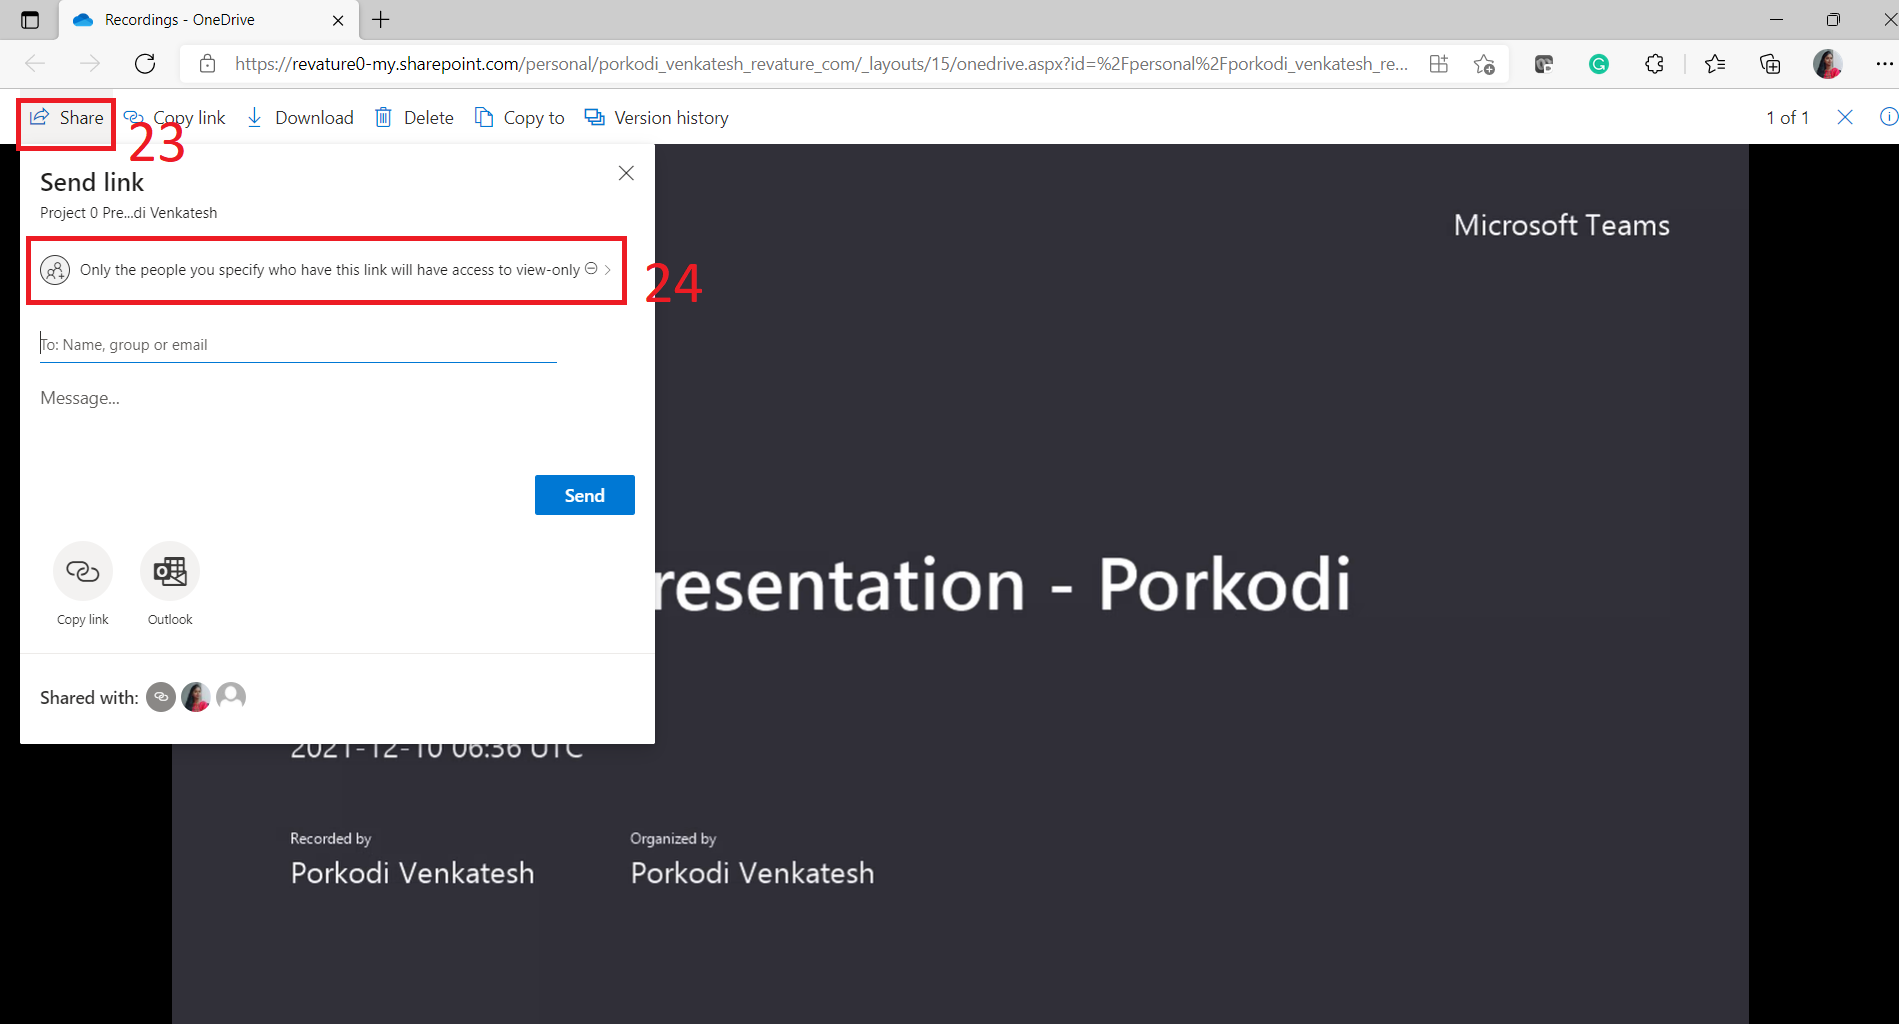 Recordings - OneDrive
https://revature0-my.sharepoint.com/personal/porkodi_venkatesh_revature_com/_layouts/15/onedrive.aspx?id=%2Fpersonal%2Fporkodi_venkatesh_re...
Share Copy link Download Delete Copy to Version history 1 of 1
23
Send link
Project 0 Pre...di Venkatesh
Only the people you specify who have this link will have access to view-only
24
To: Name, group or email
Message...
Send
Copy link Outlook
Shared with:
Microsoft Teams
resentation - Porkodi
2021-12-10 06:36 UTC
Recorded by Organized by
Porkodi Venkatesh Porkodi Venkatesh